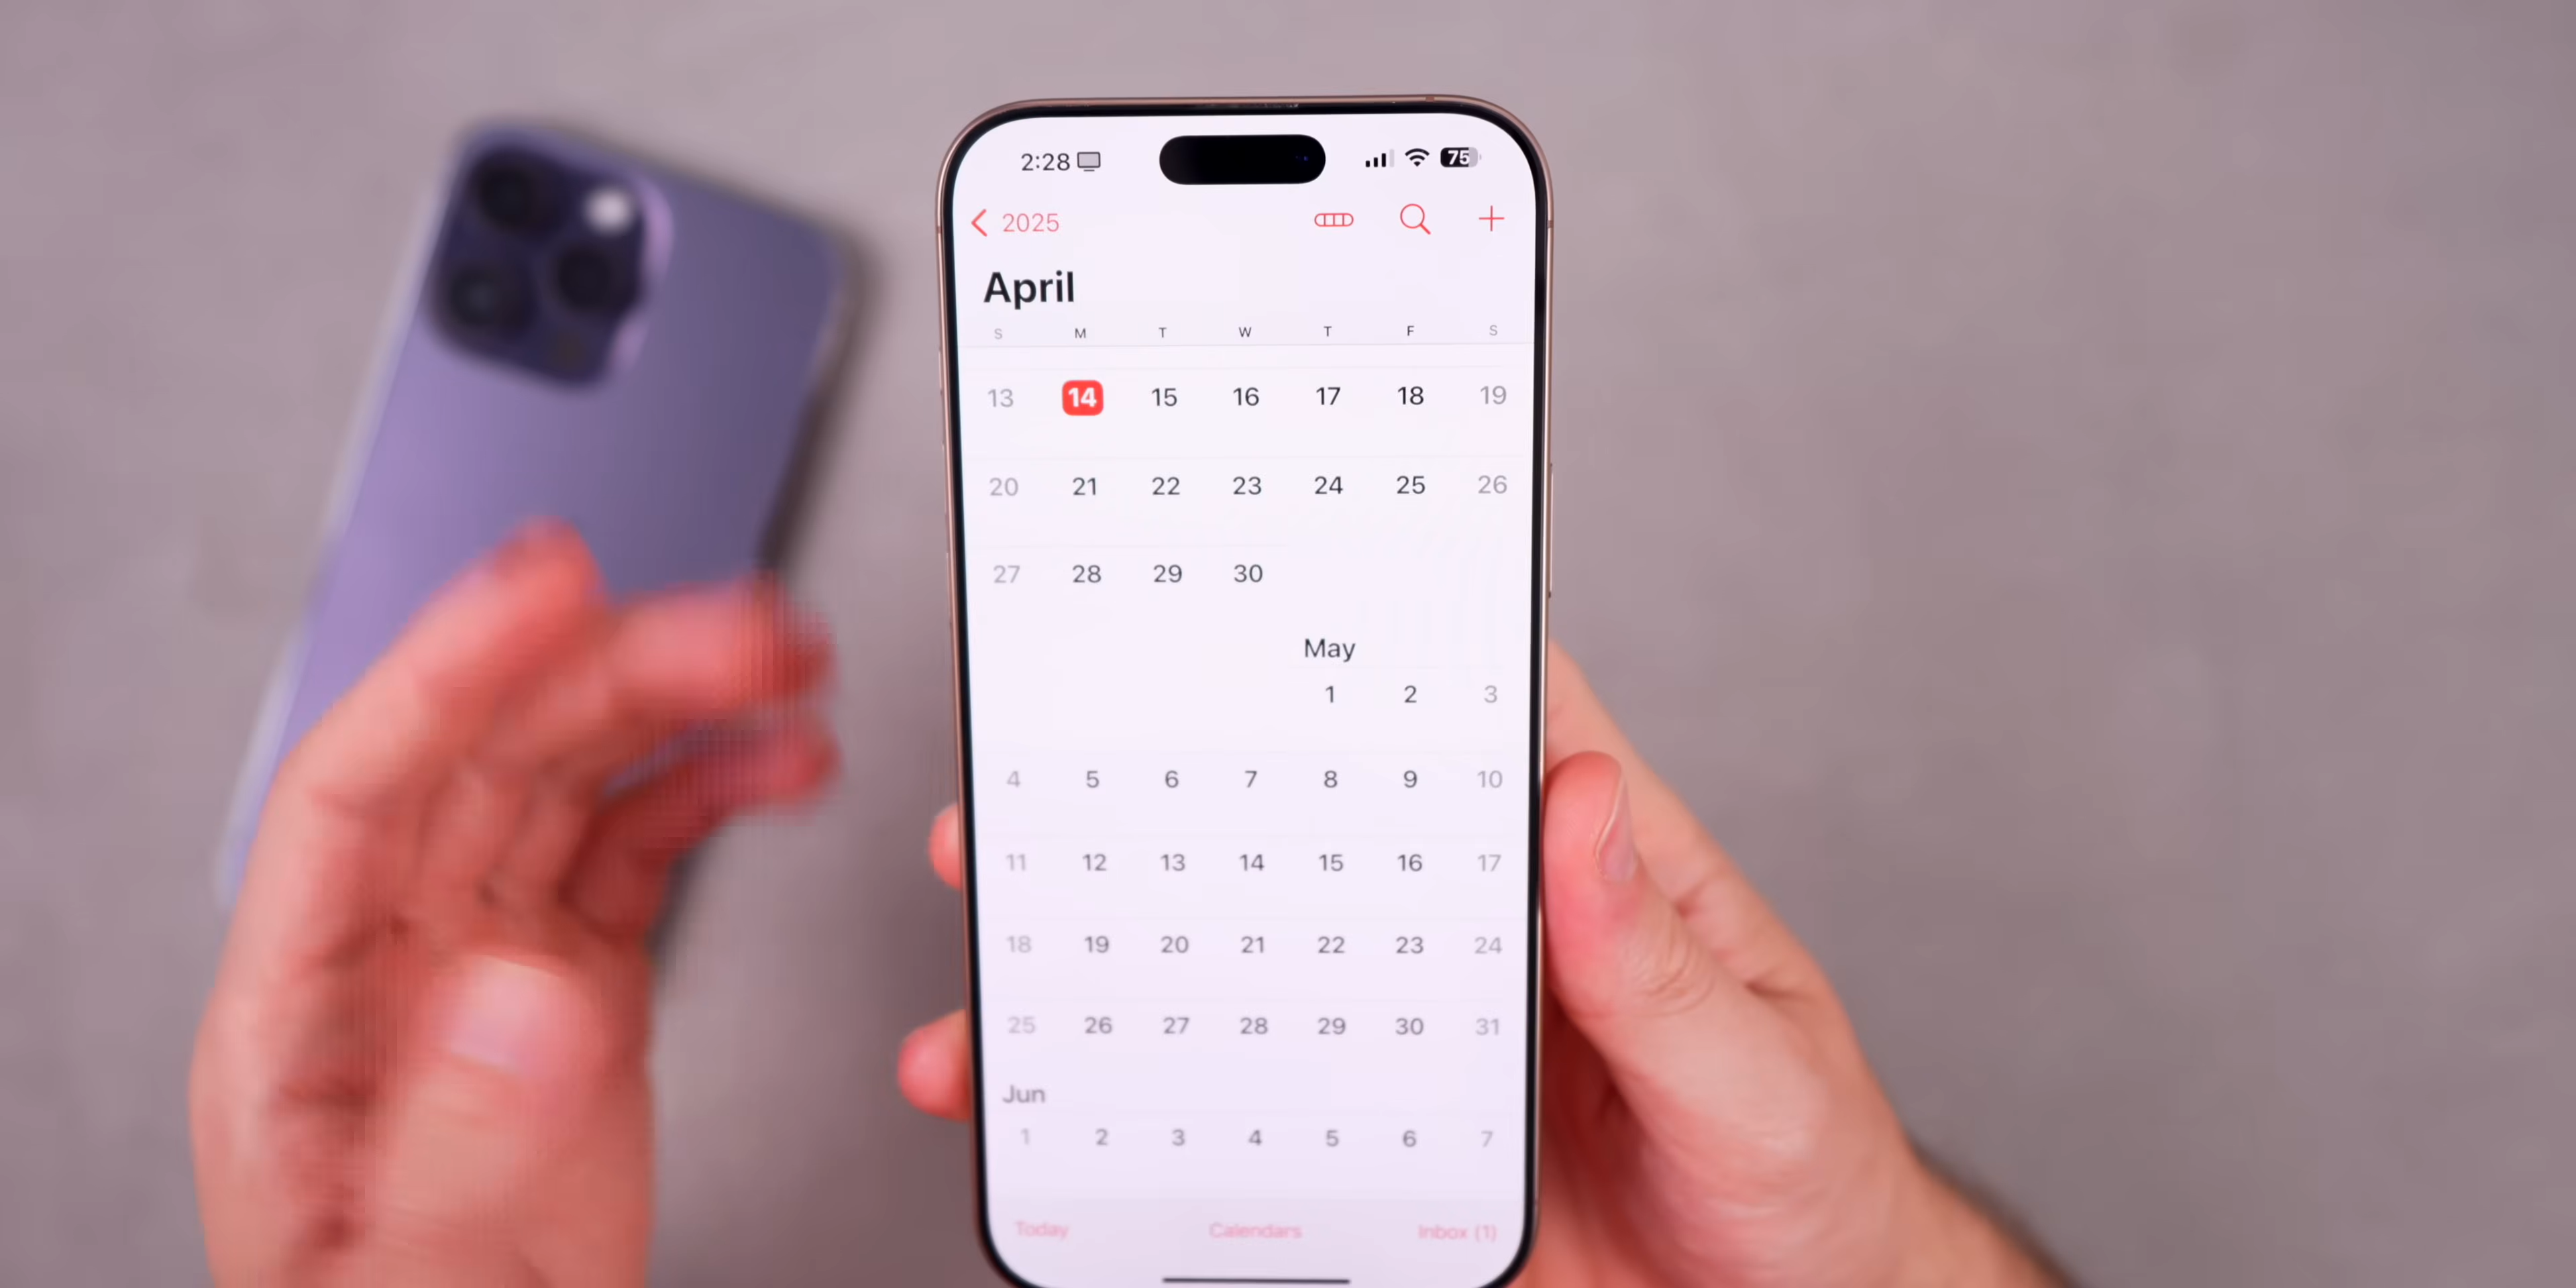 2:28 75
2025
April
S M T W T F S
13 14 15 16 17 18 19
20 21 22 23 24 25 26
27 28 29 30
May
1 2 3
4 5 6 7 8 9 10
11 12 13 14 15 16 17
18 19 20 21 22 23 24
25 26 27 28 29 30 31
Jun
1 2 3 4 5 6 7
Today Calendars Inbox (1)